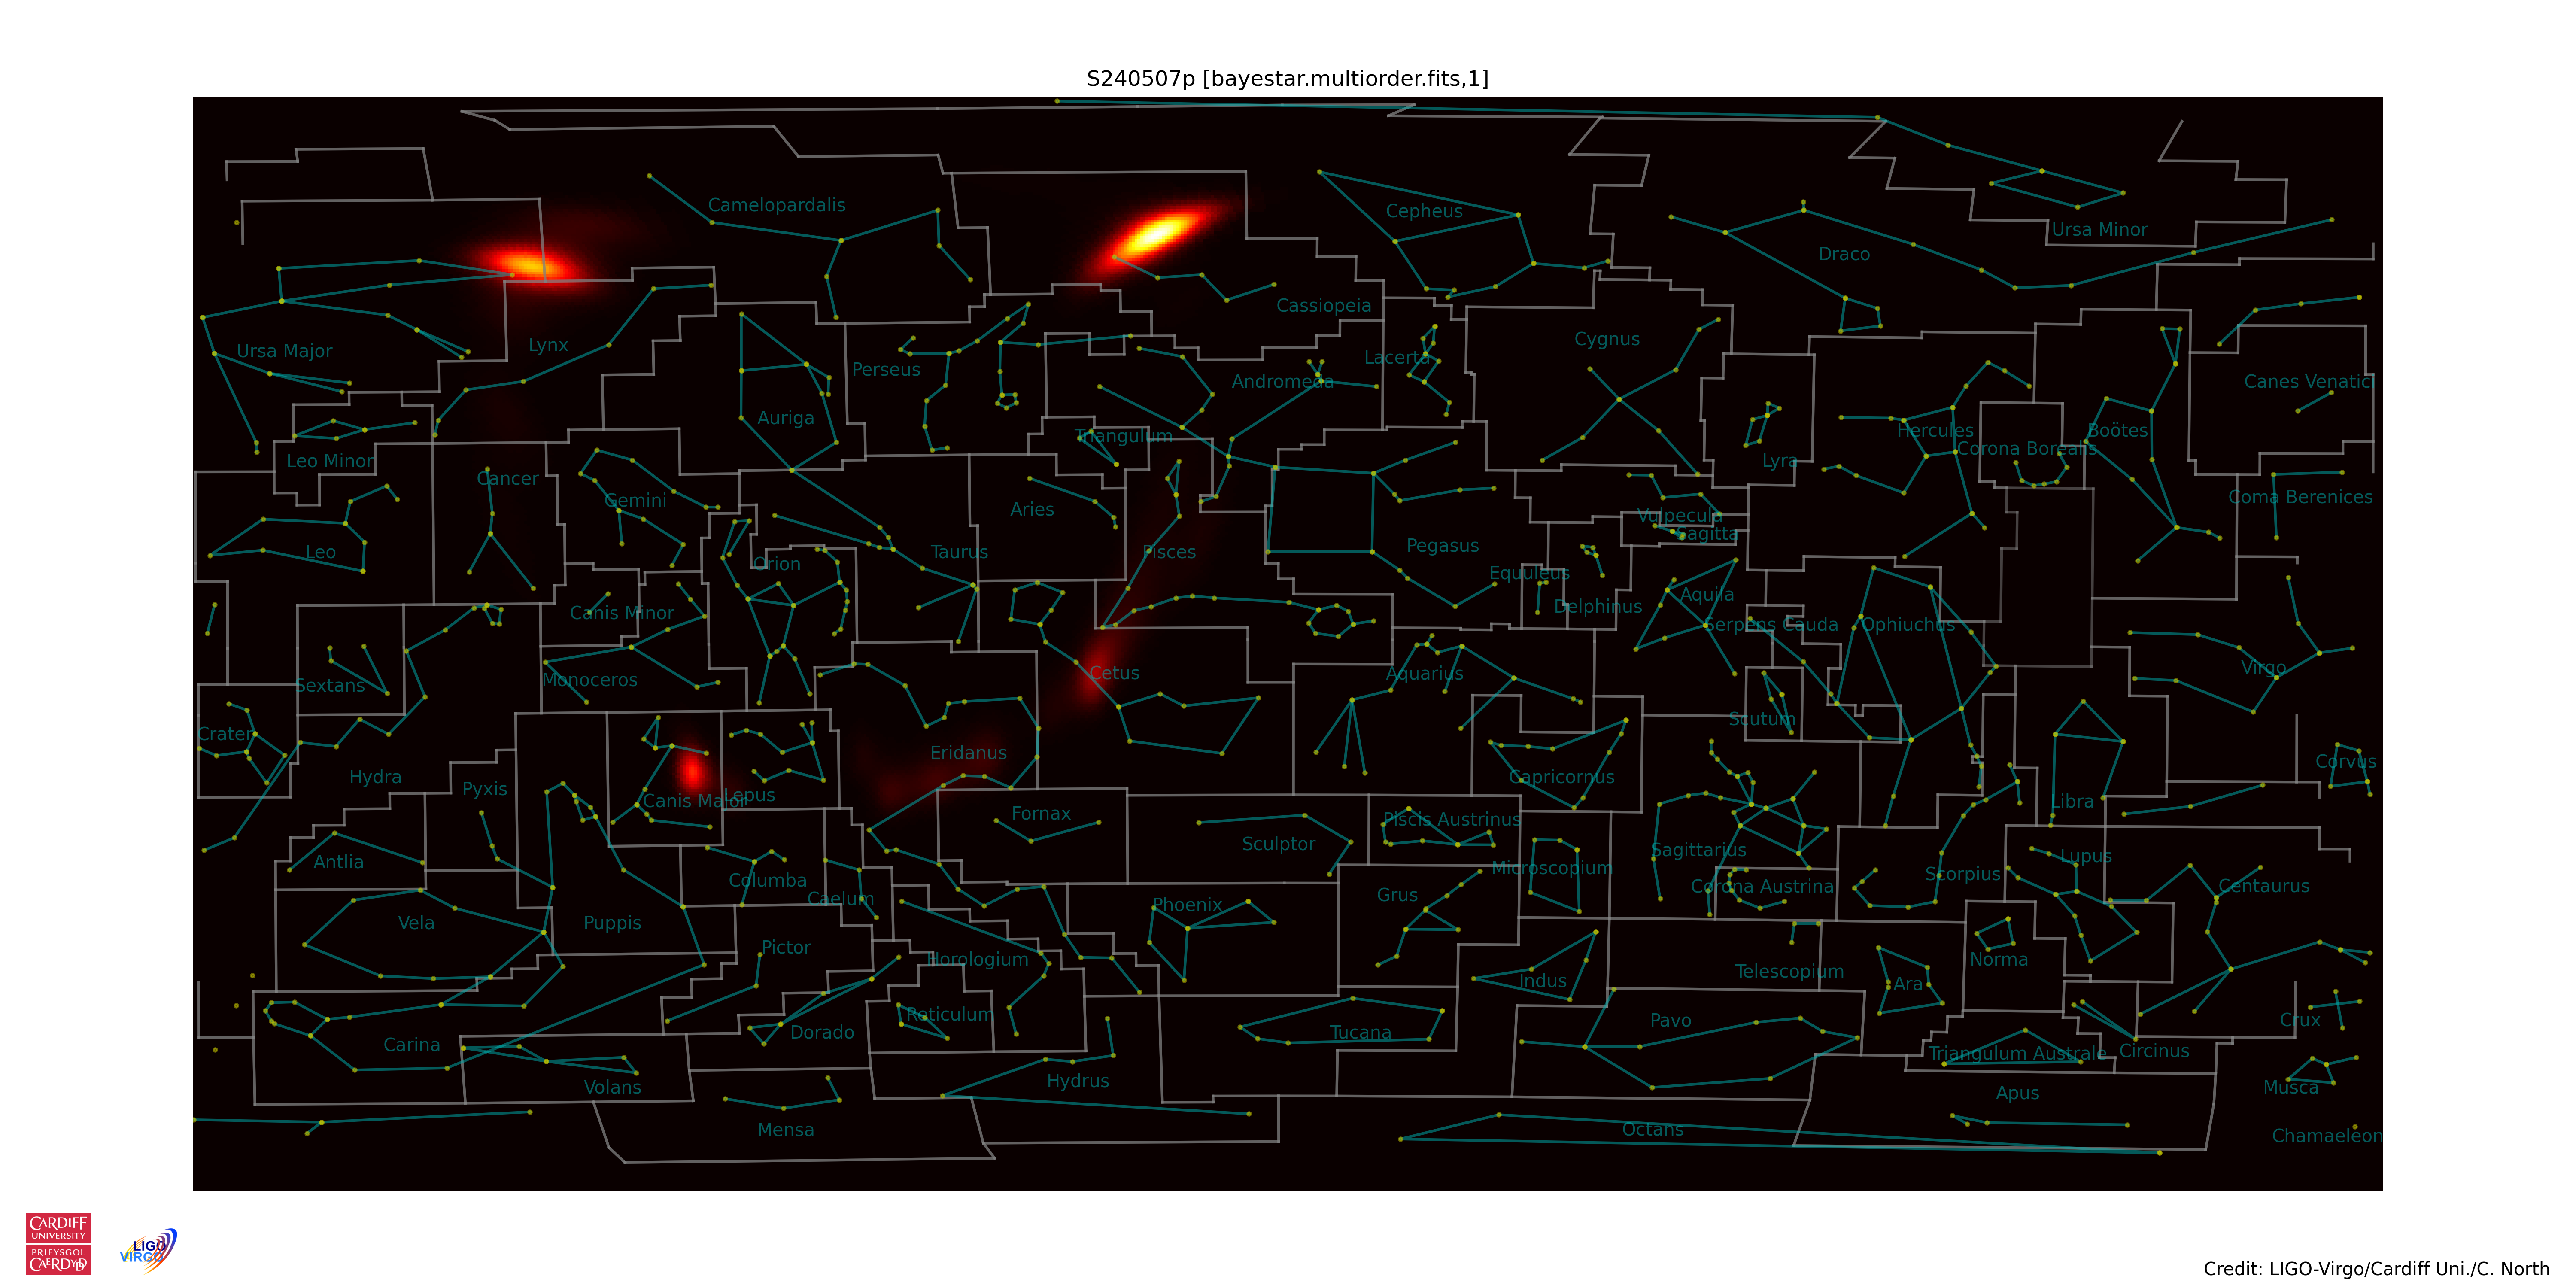 S240507p [bayestar.multiorder.fits,1]
Camelopardalis
Cepheus
Ursa Minor
Draco
Cassiopeia
Ursa Major
Lynx
Cygnus
Lacerta
Perseus
Andromeda
Canes Venatici
Auriga
Triangulum
Hercules
Boötes
Corona Borealis
Leo Minor
Lyra
Cancer
Gemini
Coma Berenices
Aries
Vulpecula
Sagitta
Leo
Taurus
Pisces
Pegasus
Orion
Equuleus
Aquila
Delphinus
Canis Minor
Serpens Cauda
Ophiuchus
Virgo
Cetus
Aquarius
Monoceros
Sextans
Scutum
Crater
Eridanus
Corvus
Hydra
Capricornus
Pyxis
Lepus
Canis Major
Libra
Fornax
Piscis Austrinus
Sculptor
Sagittarius
Lupus
Antlia
Microscopium
Scorpius
Columba
Corona Austrina
Centaurus
Grus
Caelum
Phoenix
Vela
Puppis
Pictor
Horologium
Norma
Telescopium
Indus
Ara
Reticulum
Pavo
Crux
Dorado
Tucana
Carina
Circinus
Triangulum Australe
Hydrus
Volans
Musca
Apus
Mensa
Octans
Chamaeleon
CARDIFF
UNIVERSITY
PRIFYSGOL
CAERDYDD
LIGO
VIRGO
Credit: LIGO-Virgo/Cardiff Uni./C. North